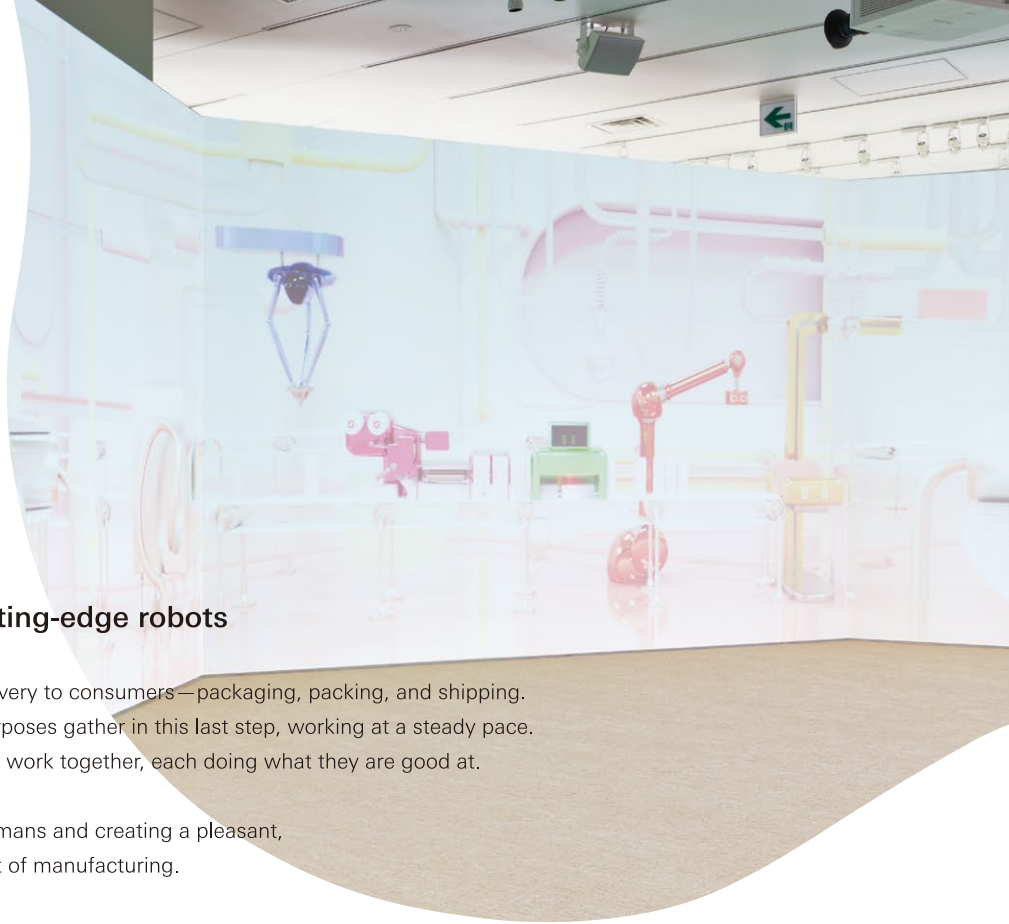 ting-edge robots
very to consumers—packaging, packing, and shipping.
rposes gather in this last step, working at a steady pace.
work together, each doing what they are good at.
mans and creating a pleasant,
t of manufacturing.